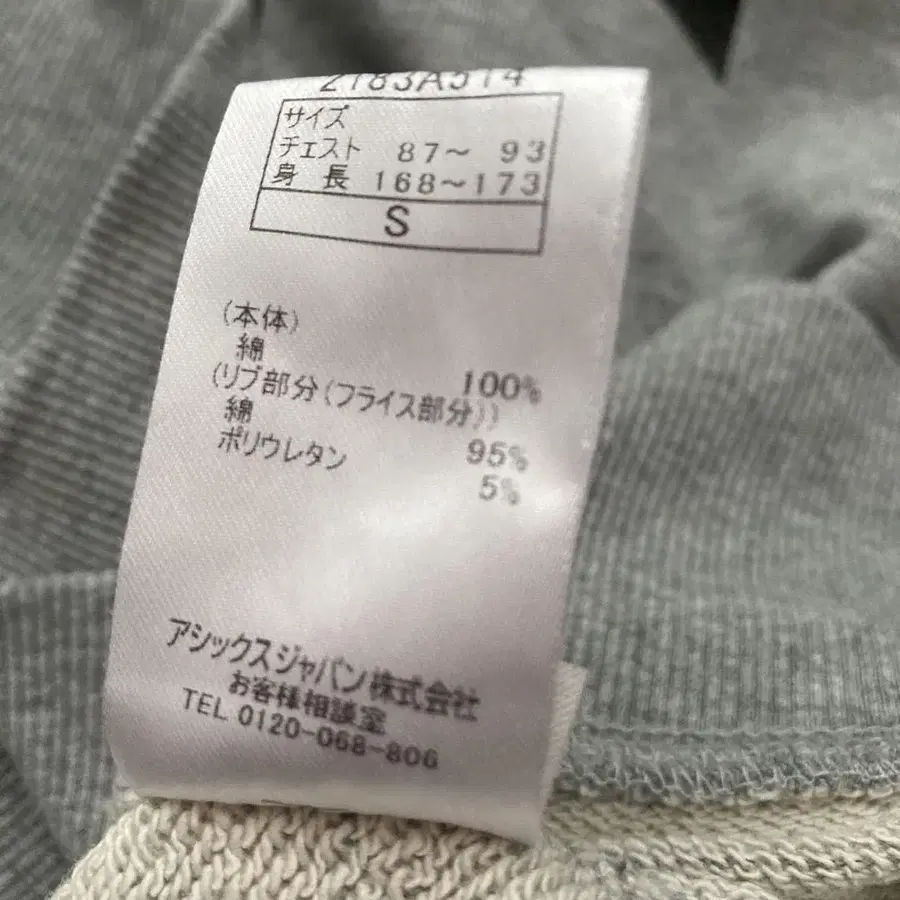 2183A514
サイズ
チェスト 87～ 93
身 長 168～173
S
(本体)
綿 100%
(リブ部分(フライス部分))
綿 95%
ポリウレタン 5%
アシックスジャパン株式会社
お客様相談室
TEL 0120-068-806